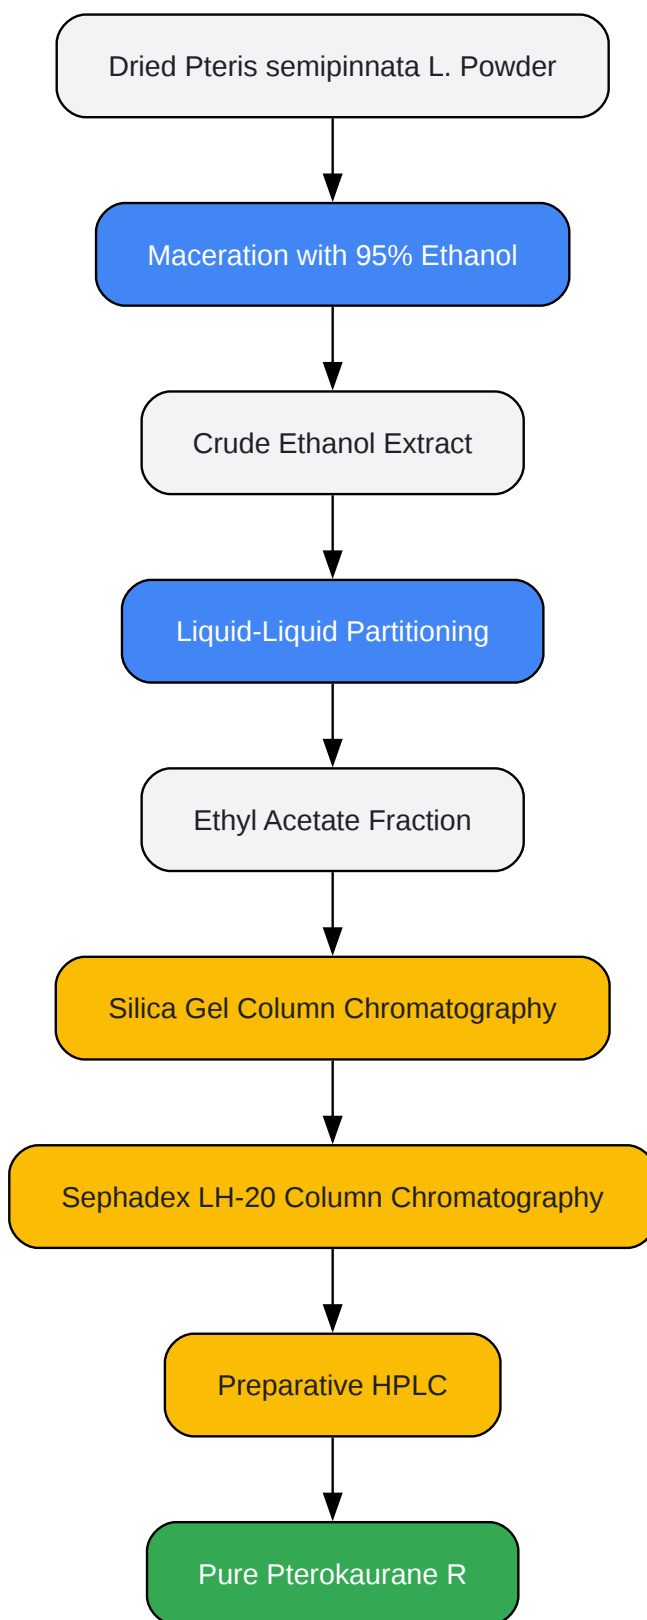 Dried Pteris semipinnata L. Powder
Maceration with 95% Ethanol
Crude Ethanol Extract
Liquid-Liquid Partitioning
Ethyl Acetate Fraction
Silica Gel Column Chromatography
Sephadex LH-20 Column Chromatography
Preparative HPLC
Pure Pterokaurane R